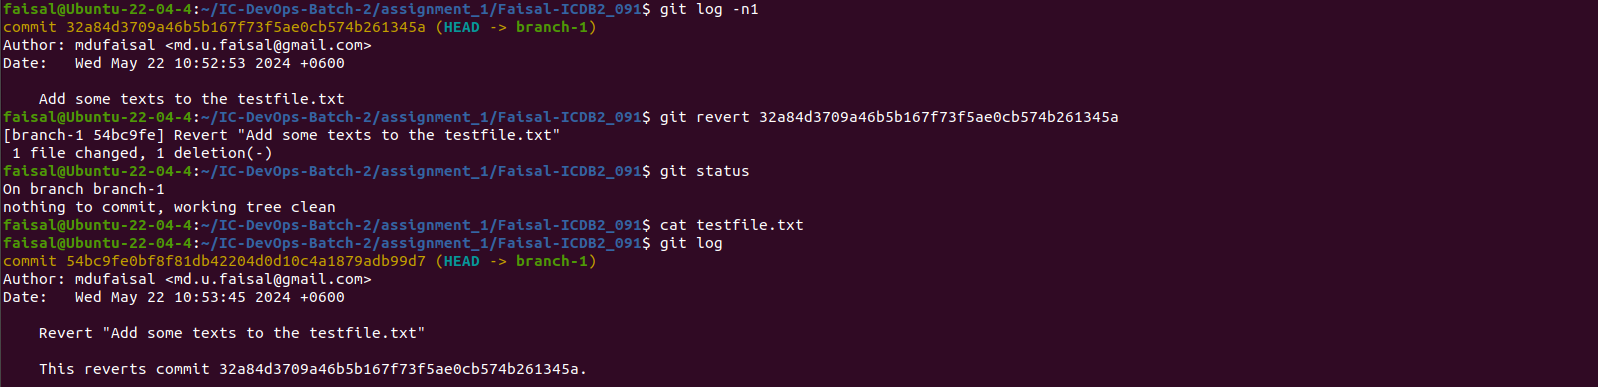 faisal@Ubuntu-22-04-4:~/IC-DevOps-Batch-2/assignment_1/Faisal-ICDB2_091$ git log -n1
commit 32a84d3709a46b5b167f73f5ae0cb574b261345a (HEAD -> branch-1)
Author: mdufaisal <md.u.faisal@gmail.com>
Date:   Wed May 22 10:52:53 2024 +0600

    Add some texts to the testfile.txt
faisal@Ubuntu-22-04-4:~/IC-DevOps-Batch-2/assignment_1/Faisal-ICDB2_091$ git revert 32a84d3709a46b5b167f73f5ae0cb574b261345a
[branch-1 54bc9fe] Revert "Add some texts to the testfile.txt"
 1 file changed, 1 deletion(-)
faisal@Ubuntu-22-04-4:~/IC-DevOps-Batch-2/assignment_1/Faisal-ICDB2_091$ git status
On branch branch-1
nothing to commit, working tree clean
faisal@Ubuntu-22-04-4:~/IC-DevOps-Batch-2/assignment_1/Faisal-ICDB2_091$ cat testfile.txt
faisal@Ubuntu-22-04-4:~/IC-DevOps-Batch-2/assignment_1/Faisal-ICDB2_091$ git log
commit 54bc9fe0bf8f81db42204d0d10c4a1879adb99d7 (HEAD -> branch-1)
Author: mdufaisal <md.u.faisal@gmail.com>
Date:   Wed May 22 10:53:45 2024 +0600

    Revert "Add some texts to the testfile.txt"

    This reverts commit 32a84d3709a46b5b167f73f5ae0cb574b261345a.